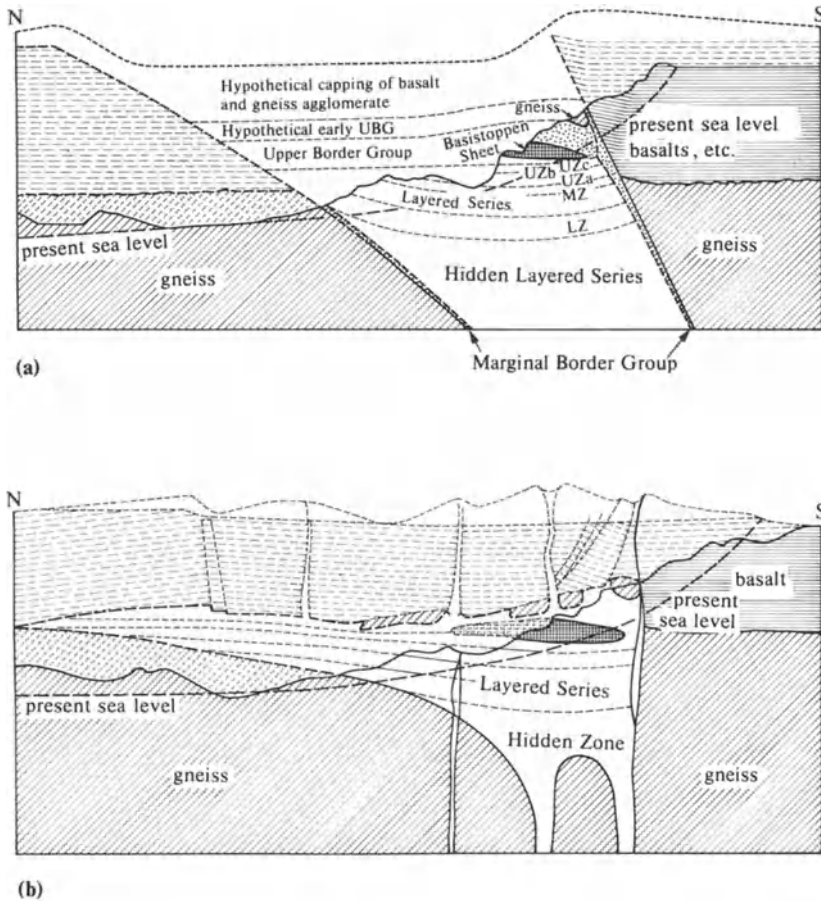 N
S
Hypothetical capping of basalt
and gneiss agglomerate
Hypothetical early UBG
Upper Border Group
gneiss
Basistoppen
Sheet
present sea level
basalts, etc.
UZb
UZc
UZa
MZ
Layered Series
LZ
present sea level
gneiss
gneiss
Hidden Layered Series
Marginal Border Group
(a)
N
S
basalt
present
sea level
Layered Series
present sea level
Hidden Zone
gneiss
gneiss
(b)